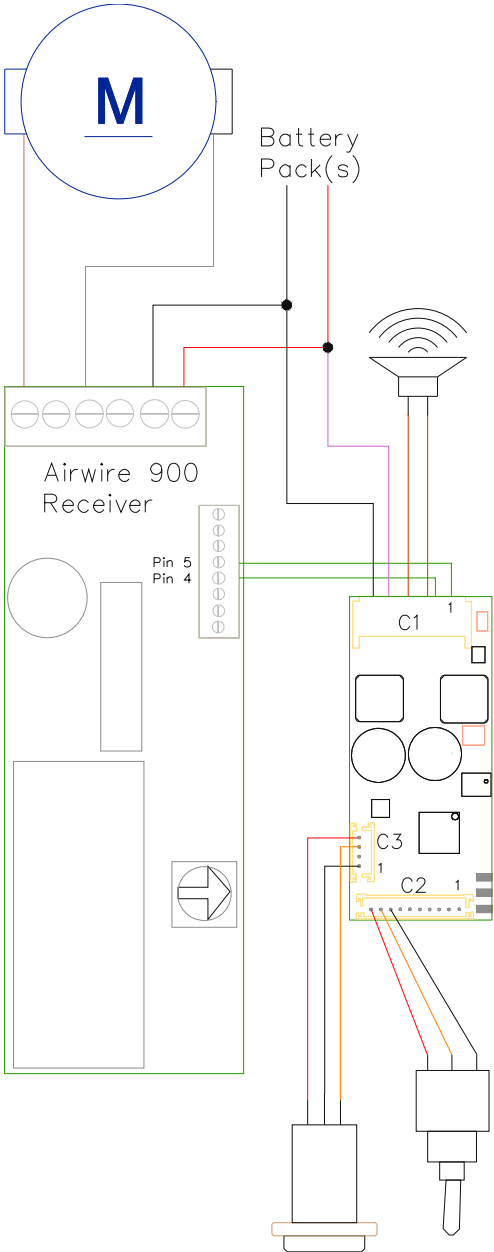 M
Battery
Pack(s)
Airwire 900
Receiver
Pin 5
Pin 4
1
C1
C3
1
C2
1